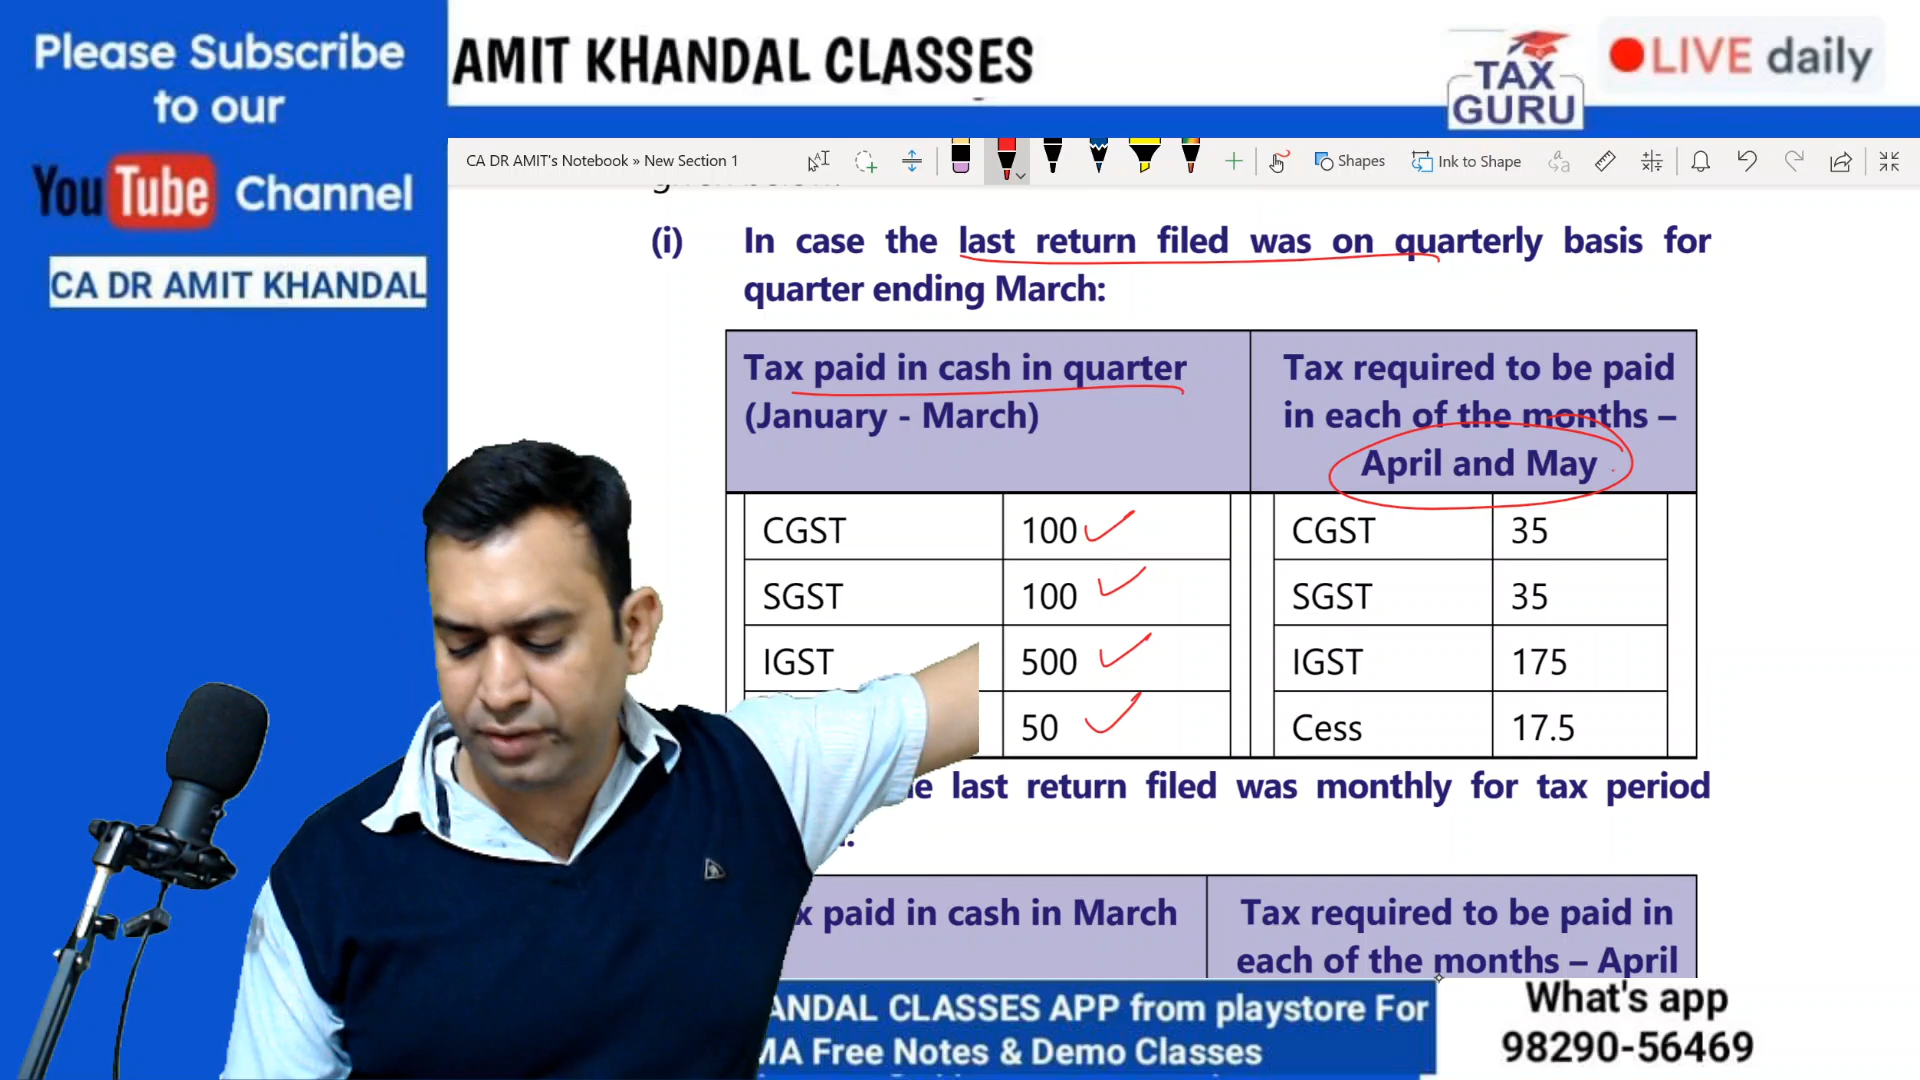 Please Subscribe
to our
YouTube Channel
CA DR AMIT KHANDAL
AMIT KHANDAL CLASSES
TAX
GURU
LIVE daily
CA DR AMIT's Notebook » New Section 1
Shapes
Ink to Shape
(i) In case the last return filed was on quarterly basis for
quarter ending March:
Tax paid in cash in quarter
(January - March)
Tax required to be paid
in each of the months –
April and May
CGST 100 CGST 35
SGST 100 SGST 35
IGST 500 IGST 175
50 Cess 17.5
last return filed was monthly for tax period
paid in cash in March
Tax required to be paid in
each of the months – April
CLASSES APP from playstore For
Free Notes & Demo Classes
What's app
98290-56469